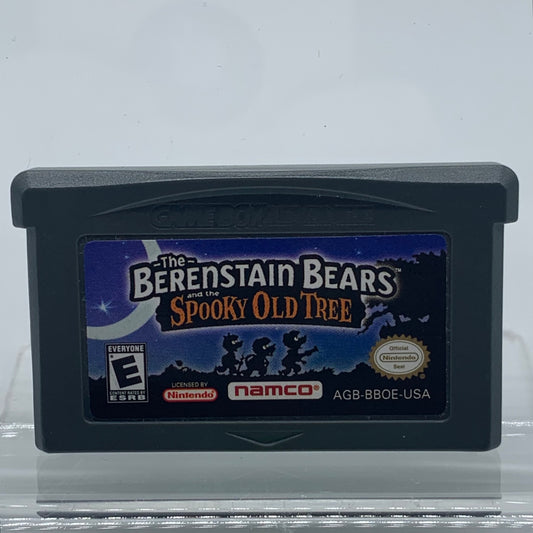 GAME BOY ADVANCE
The
BERENSTAIN BEARS™
and the
SPOOKY OLD TREE
EVERYONE
E
CONTENT RATED BY
ESRB
LICENSED BY
Nintendo
namco®
Official
Nintendo
Seal
AGB-BBOE-USA